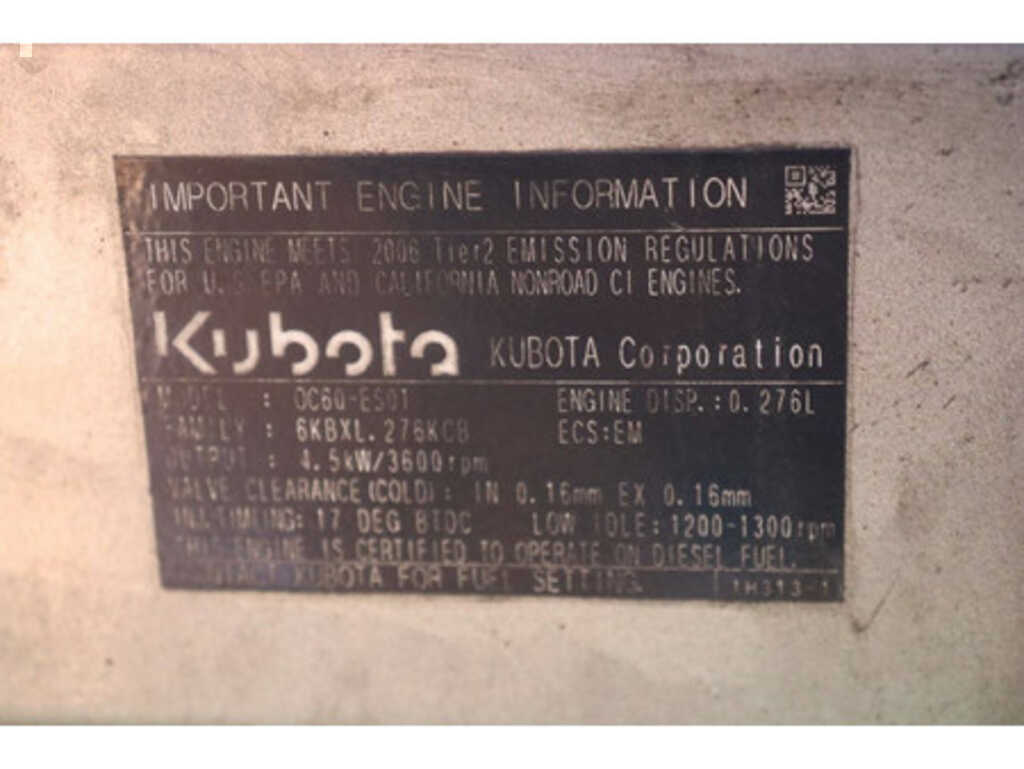 IMPORTANT ENGINE INFORMATION
THIS ENGINE MEETS 2006 Tier2 EMISSION REGULATIONS
FOR U.S. EPA AND CALIFORNIA NONROAD CI ENGINES.
Kubota KUBOTA Corporation
MODEL : OC60-ES01 ENGINE DISP.:0.276L
FAMILY : 6KBXL.276KCB ECS:EM
OUTPUT : 4.5kW/3600rpm
VALVE CLEARANCE(COLD): IN 0.16mm EX 0.16mm
INJ.TIMING: 17 DEG BTDC LOW IDLE:1200-1300rpm
THIS ENGINE IS CERTIFIED TO OPERATE ON DIESEL FUEL.
CONTACT KUBOTA FOR FUEL SETTING. 1H313-1